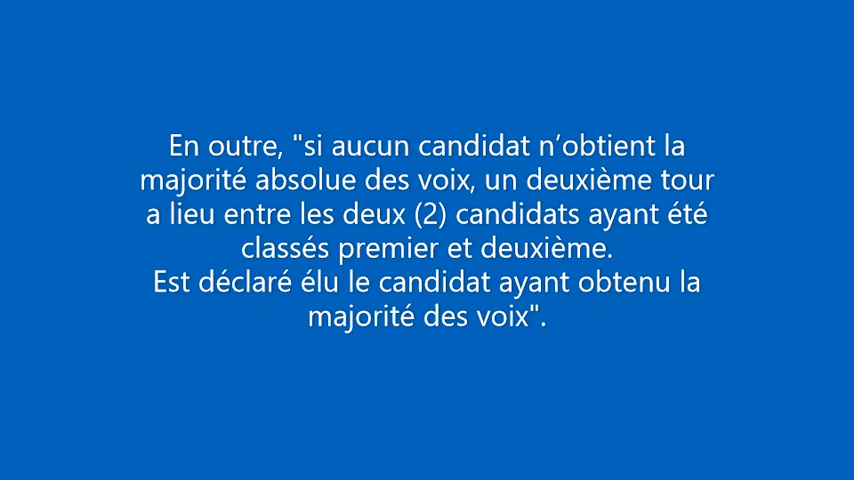 En outre, "si aucun candidat n’obtient la
majorité absolue des voix, un deuxième tour
a lieu entre les deux (2) candidats ayant été
classés premier et deuxième.
Est déclaré élu le candidat ayant obtenu la
majorité des voix".